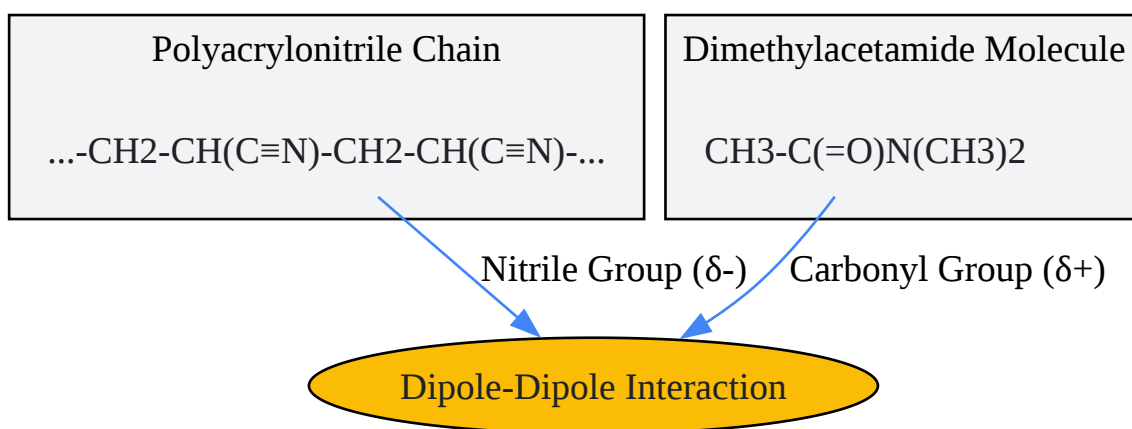 Polyacrylonitrile Chain
...-CH2-CH(C≡N)-CH2-CH(C≡N)-...
Dimethylacetamide Molecule
CH3-C(=O)N(CH3)2
Nitrile Group (δ-)
Carbonyl Group (δ+)
Dipole-Dipole Interaction